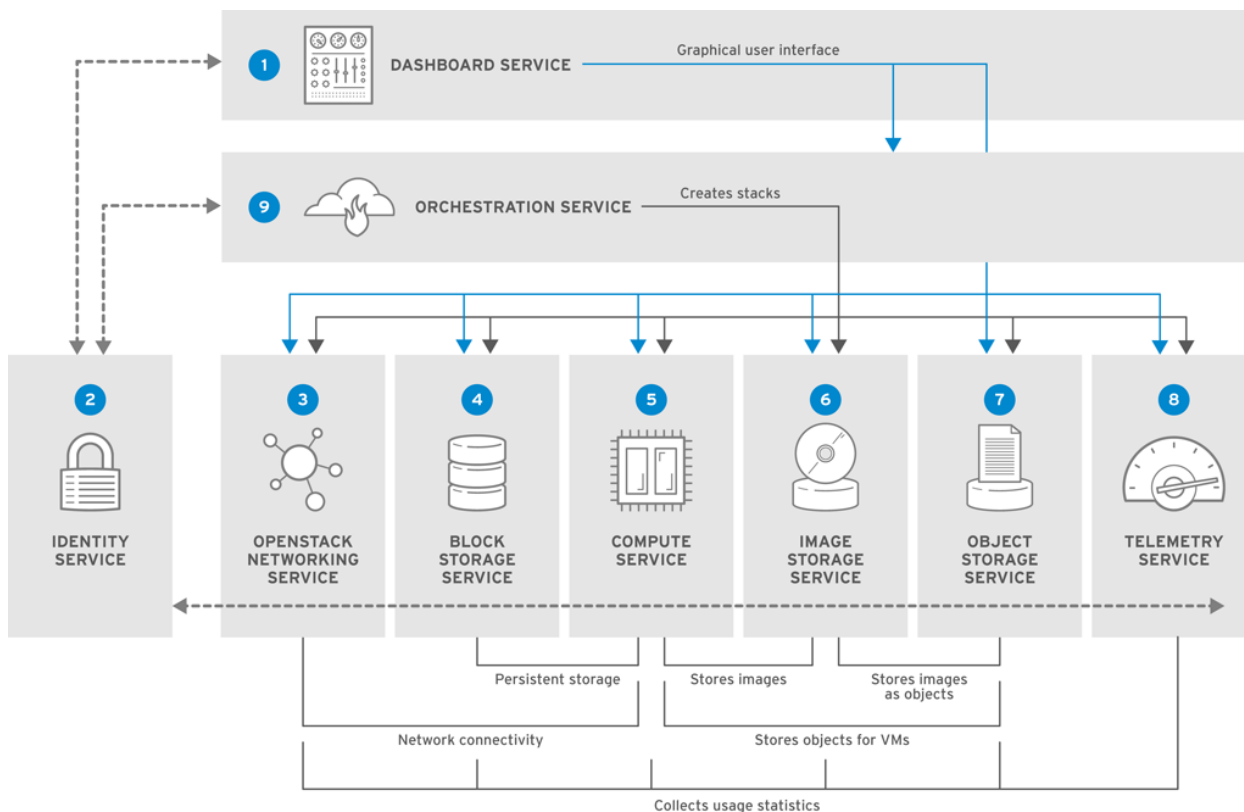 1
DASHBOARD SERVICE
Graphical user interface
9
ORCHESTRATION SERVICE
Creates stacks
2
IDENTITY
SERVICE
3
OPENSTACK
NETWORKING
SERVICE
4
BLOCK
STORAGE
SERVICE
5
COMPUTE
SERVICE
6
IMAGE
STORAGE
SERVICE
7
OBJECT
STORAGE
SERVICE
8
TELEMETRY
SERVICE
Persistent storage
Stores images
Stores images
as objects
Network connectivity
Stores objects for VMs
Collects usage statistics